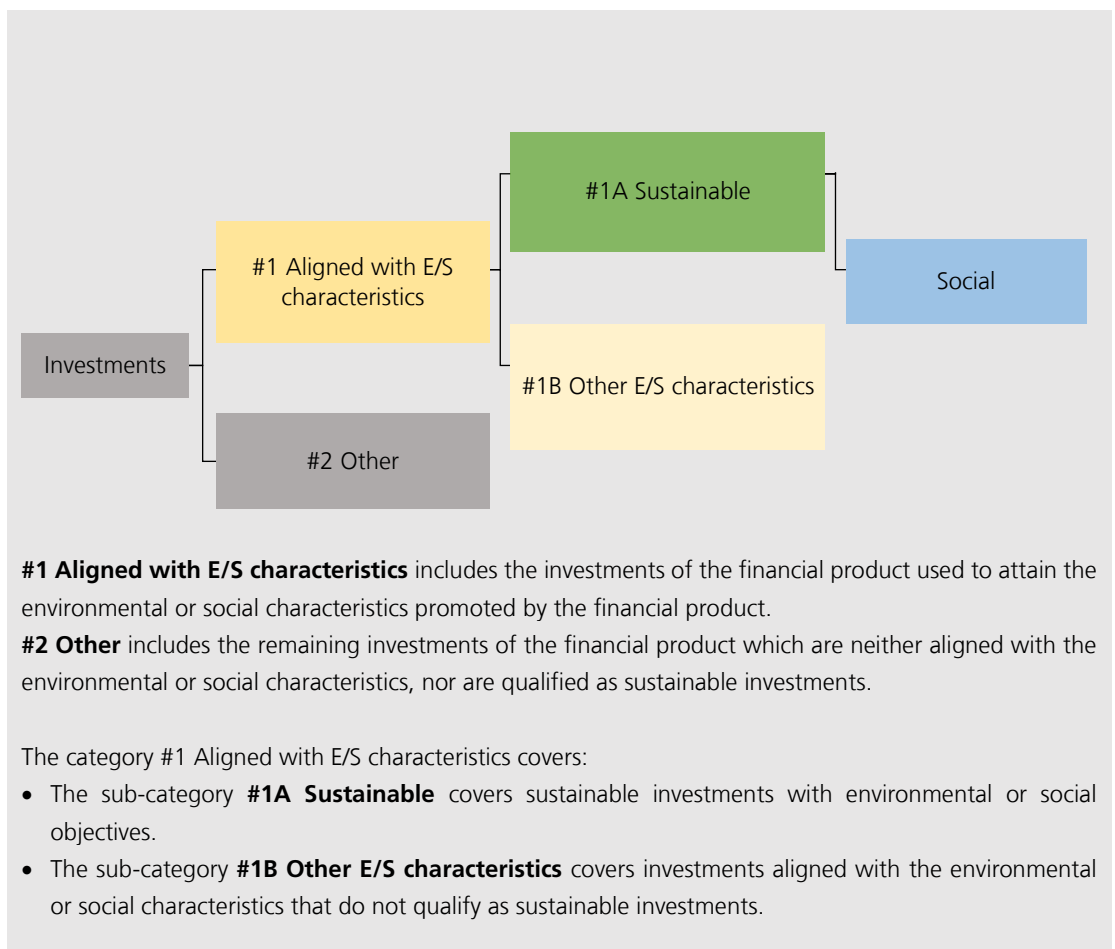 #1A Sustainable
#1 Aligned with E/S
characteristics
Social
Investments
#1B Other E/S characteristics
#2 Other
#1 Aligned with E/S characteristics includes the investments of the financial product used to attain the
environmental or social characteristics promoted by the financial product.
#2 Other includes the remaining investments of the financial product which are neither aligned with the
environmental or social characteristics, nor are qualified as sustainable investments.
The category #1 Aligned with E/S characteristics covers:
• The sub-category #1A Sustainable covers sustainable investments with environmental or social
objectives.
• The sub-category #1B Other E/S characteristics covers investments aligned with the environmental
or social characteristics that do not qualify as sustainable investments.